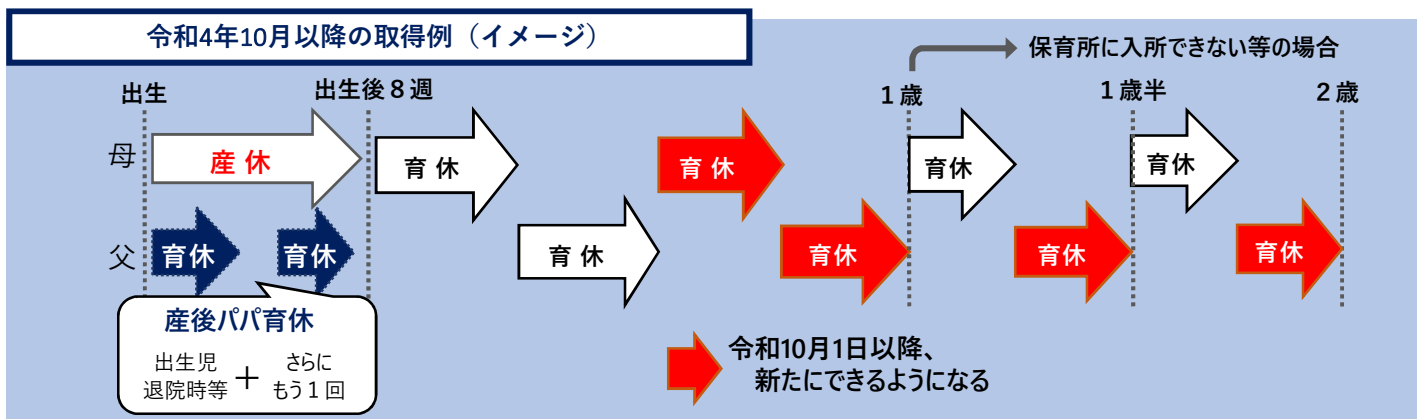 令和4年10月以降の取得例（イメージ）
保育所に入所できない等の場合
出生
出生後８週
１歳
１歳半
２歳
母
産 休
育 休
育 休
育休
育休
父
育休
育休
育 休
育休
育休
育休
産後パパ育休
出生児
退院時等
＋
さらに
もう１回
令和10月1日以降、
新たにできるようになる